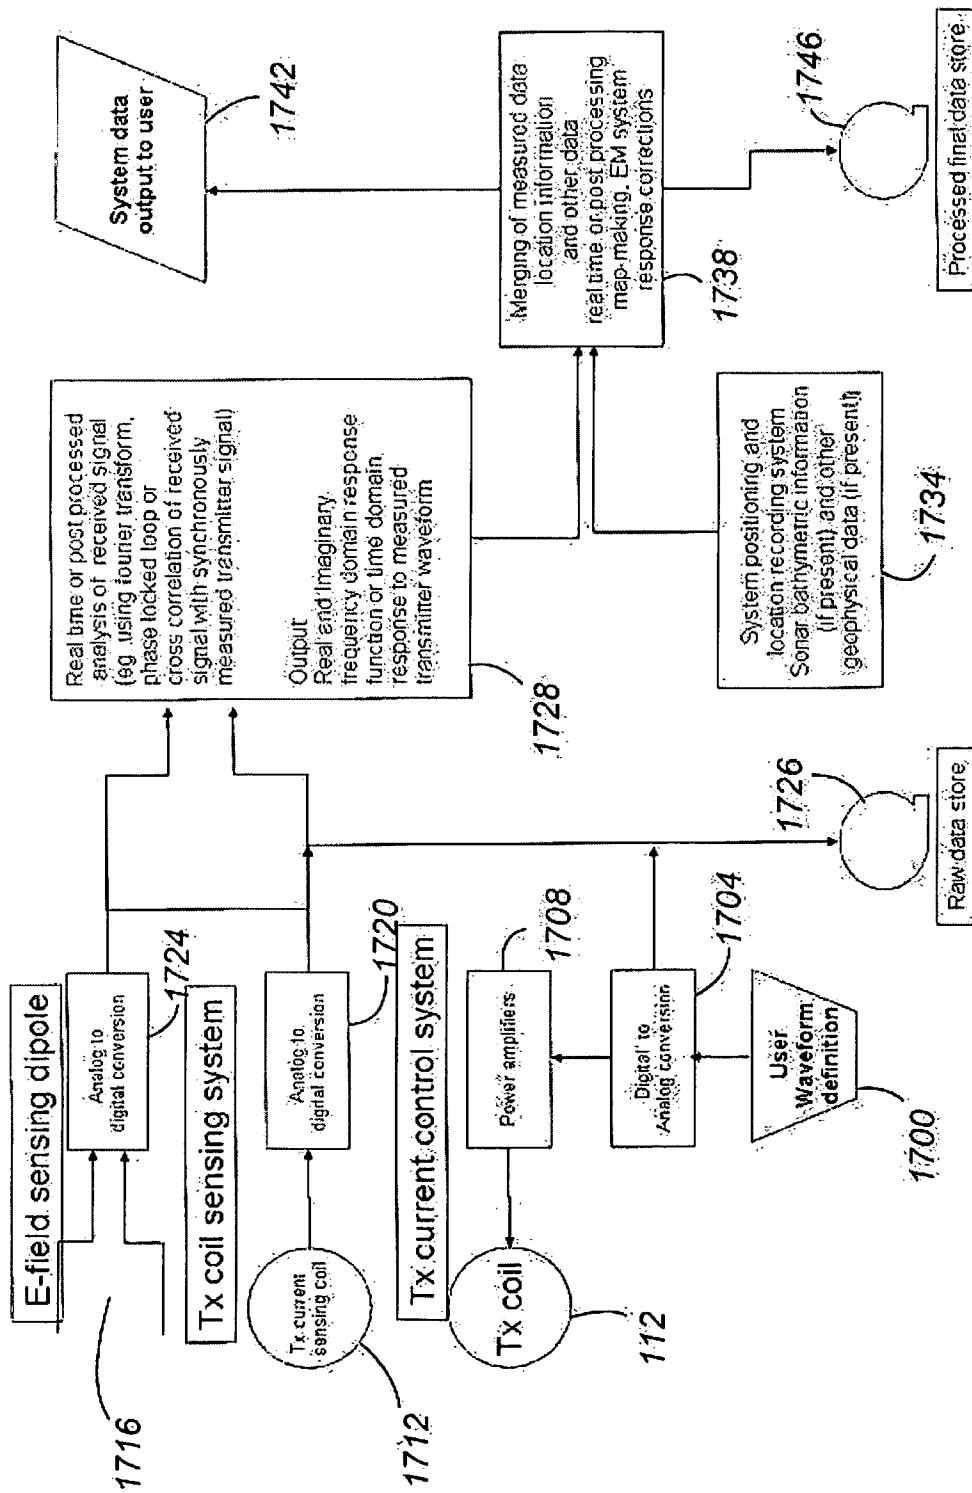 E-field sensing dipole
1716
Analog to
digital conversion
1724
Tx coil sensing system
Tx current
sensing coil
1712
Analog to
digital conversion
1720
Tx current control system
Tx coil
112
Power amplifiers
1708
Digital to
Analog conversion
1704
User
Waveform
definition
1700
Raw data store
1726
Real time or post processed
analysis of received signal
(eg using fourier transform,
phase locked loop or
cross correlation of received
signal with synchronously
measured transmitter signal)
Output
Real and Imaginary
frequency domain response
function or time domain
response to measured
transmitter waveform
1728
System positioning and
location recording system
Sonar bathymetric information
(if present) and other
geophysical data (if present)
1734
Merging of measured data
location information
and other data
real time or post processing
map-making, EM system
response corrections
1738
System data
output to user
1742
1746
Processed final data store